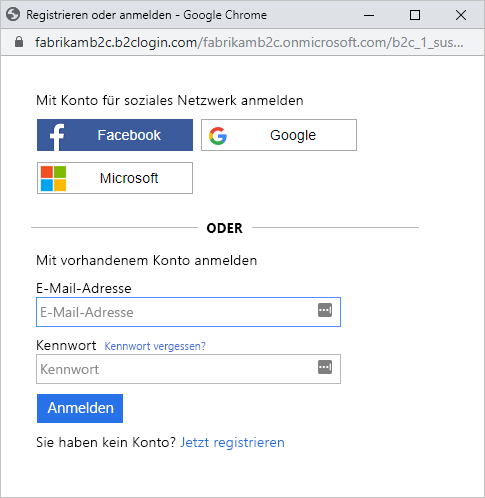 Registrieren oder anmelden - Google Chrome
fabrikamb2c.b2clogin.com/fabrikamb2c.onmicrosoft.com/b2c_1_sus...
Mit Konto für soziales Netzwerk anmelden
Facebook
Google
Microsoft
ODER
Mit vorhandenem Konto anmelden
E-Mail-Adresse
E-Mail-Adresse
Kennwort Kennwort vergessen?
Kennwort
Anmelden
Sie haben kein Konto? Jetzt registrieren